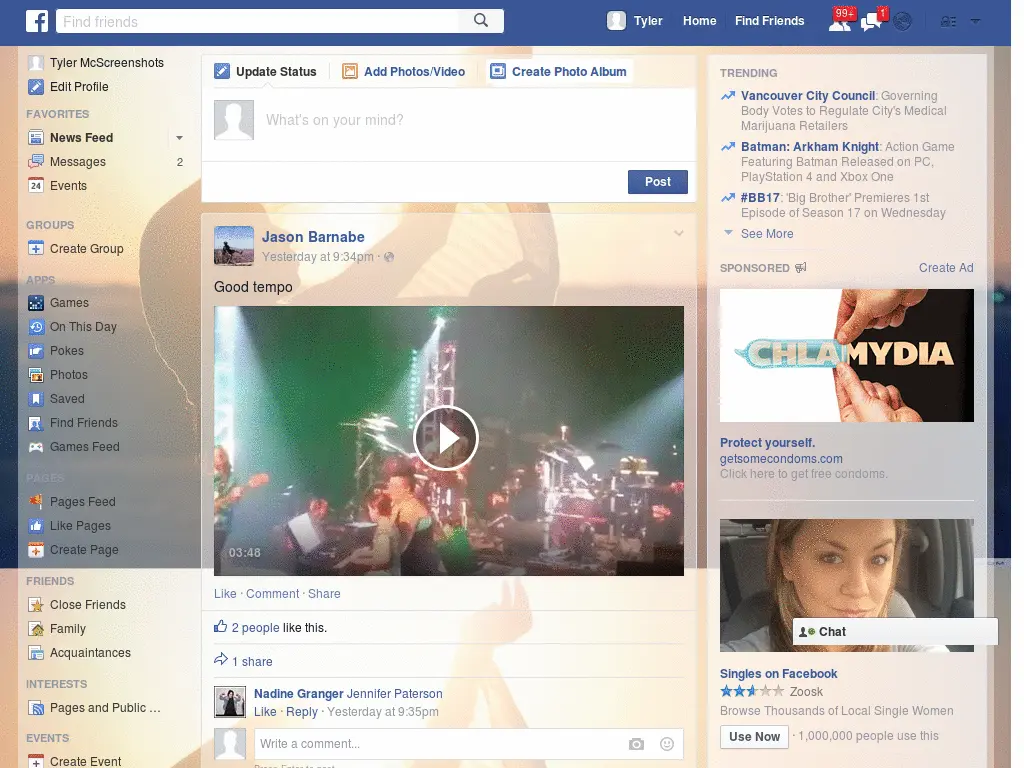 f
Find friends
Tyler
Home
Find Friends
99+
1
Tyler McScreenshots
Edit Profile
FAVORITES
News Feed
Messages
2
24
Events
GROUPS
Create Group
APPS
Games
On This Day
Pokes
Photos
Saved
Find Friends
Games Feed
PAGES
Pages Feed
Like Pages
Create Page
FRIENDS
Close Friends
Family
Acquaintances
INTERESTS
Pages and Public ...
EVENTS
Create Event
Update Status
Add Photos/Video
Create Photo Album
What's on your mind?
Post
Jason Barnabe
Yesterday at 9:34pm ·
Good tempo
03:48
Like · Comment · Share
2 people like this.
1 share
Nadine Granger Jennifer Paterson
Like · Reply · Yesterday at 9:35pm
Write a comment...
TRENDING
Vancouver City Council: Governing
Body Votes to Regulate City's Medical
Marijuana Retailers
Batman: Arkham Knight: Action Game
Featuring Batman Released on PC,
PlayStation 4 and Xbox One
#BB17: 'Big Brother' Premieres 1st
Episode of Season 17 on Wednesday
See More
SPONSORED
Create Ad
CHLAMYDIA
Protect yourself.
getsomecondoms.com
Click here to get free condoms.
Chat
Singles on Facebook
Zoosk
Browse Thousands of Local Single Women
Use Now
· 1,000,000 people use this